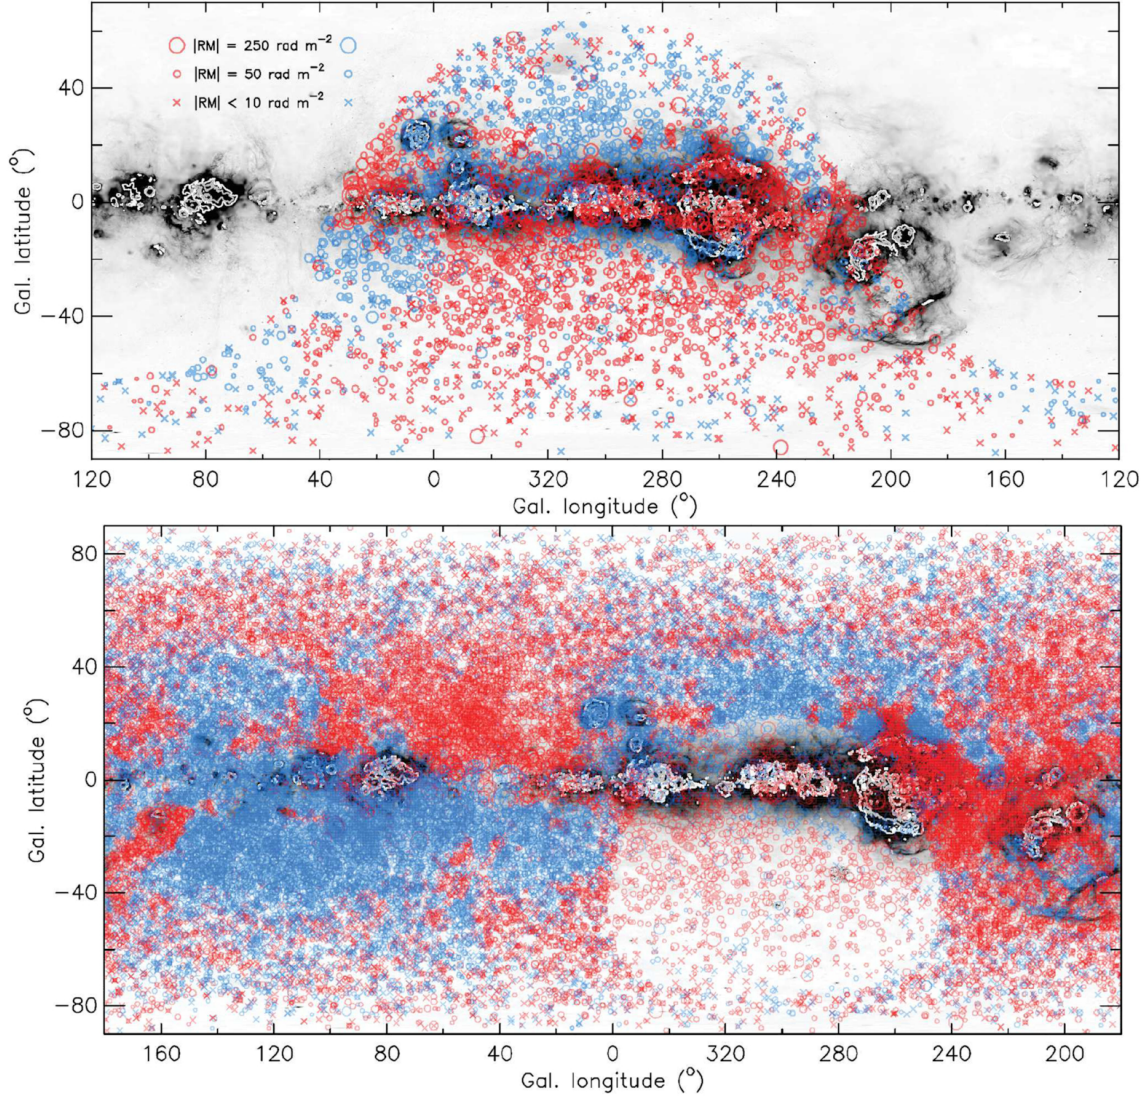 |RM| = 250 rad m−2
|RM| = 50 rad m−2
|RM| < 10 rad m−2
40
0
−40
−80
Gal. latitude (°)
120 80 40 0 320 280 240 200 160 120
Gal. longitude (°)
80
40
0
−40
−80
Gal. latitude (°)
160 120 80 40 0 320 280 240 200
Gal. longitude (°)